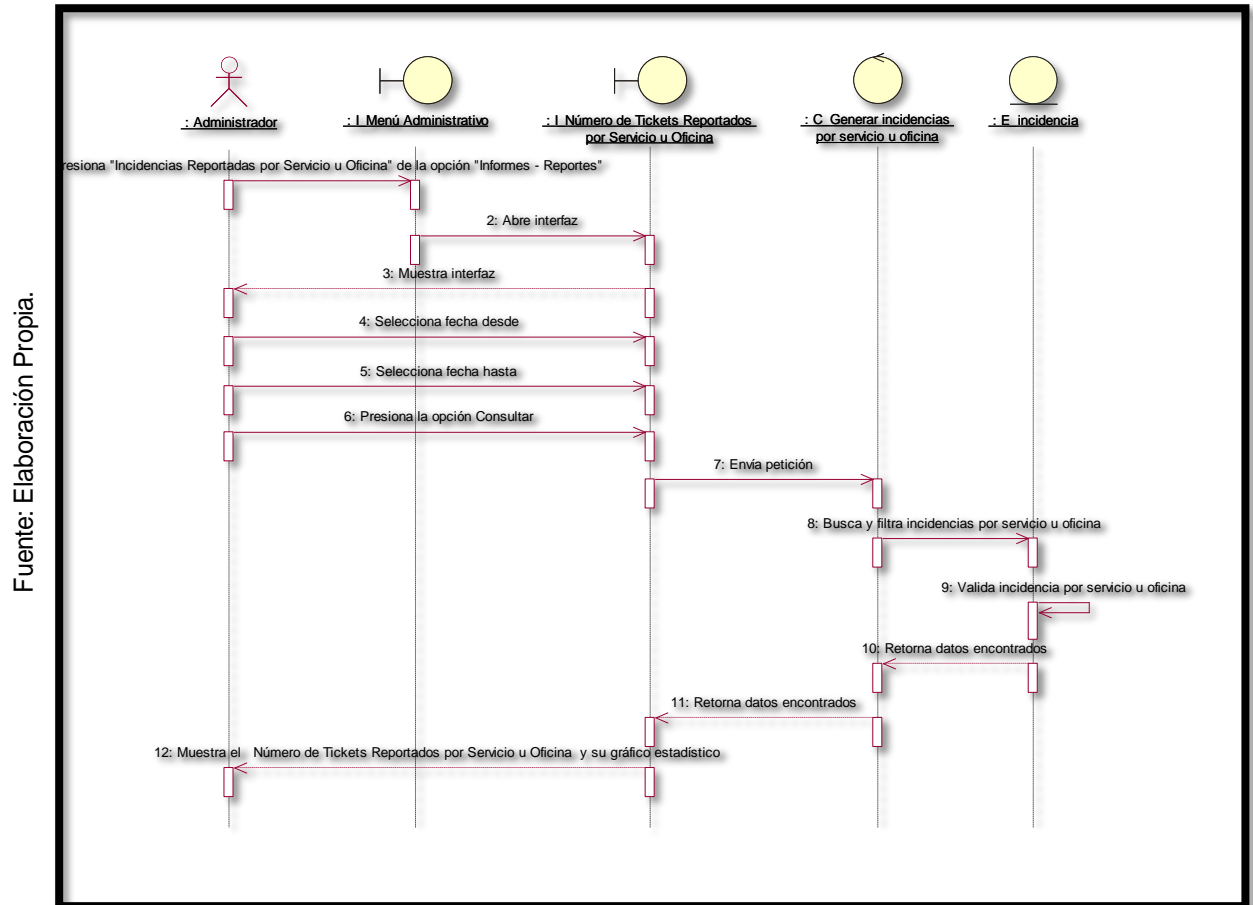 : Administrador
: I_Menú Administrativo
: I_Número de Tickets Reportados
por Servicio u Oficina
: C_Generar incidencias
por servicio u oficina
: E_incidencia
resiona "Incidencias Reportadas por Servicio u Oficina" de la opción "Informes - Reportes"
2: Abre interfaz
3: Muestra interfaz
4: Selecciona fecha desde
5: Selecciona fecha hasta
6: Presiona la opción Consultar
7: Envía petición
8: Busca y filtra incidencias por servicio u oficina
9: Valida incidencia por servicio u oficina
10: Retorna datos encontrados
11: Retorna datos encontrados
12: Muestra el Número de Tickets Reportados por Servicio u Oficina y su gráfico estadístico
Fuente: Elaboración Propia.